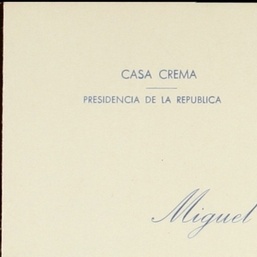 CASA CREMA
PRESIDENCIA DE LA REPUBLICA
Miguel